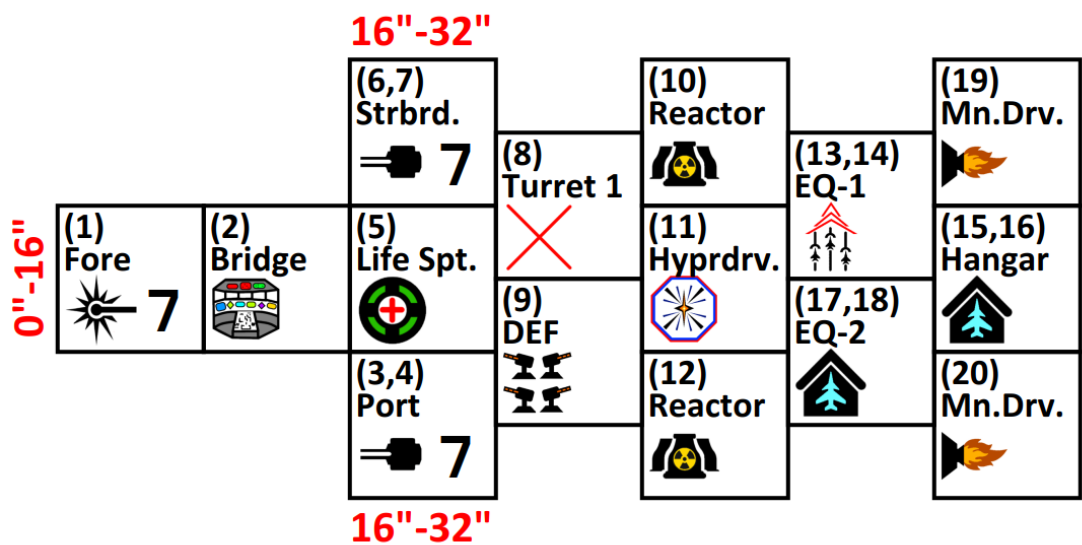 16"-32"
(6,7)
Strbrd.
7
(10)
Reactor
(19)
Mn.Drv.
(8)
Turret 1
(13,14)
EQ-1
0"-16"
(1)
Fore
7
(2)
Bridge
(5)
Life Spt.
(11)
Hyprdrv.
(15,16)
Hangar
(9)
DEF
(17,18)
EQ-2
(3,4)
Port
7
(12)
Reactor
(20)
Mn.Drv.
16"-32"